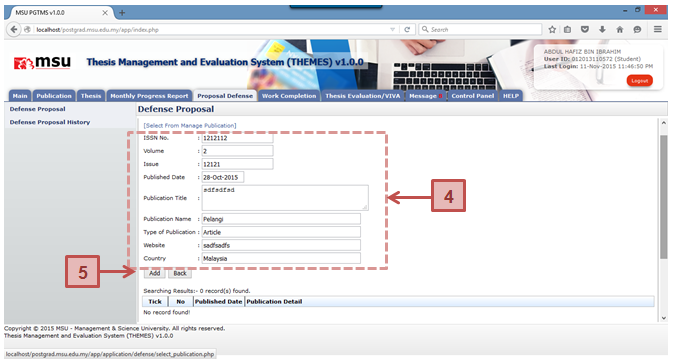 MSU PGTMS v1.0.0
localhost/postgrad.msu.edu.my/app/index.php
Search
msu
Thesis Management and Evaluation System (THEMES) v1.0.0
ABDUL HAFIZ BIN IBRAHIM
User ID: 012013110572 (Student)
Last Login: 11-Nov-2015 11:46:50 PM
Logout
Main Publication Thesis Monthly Progress Report Proposal Defense Work Completion Thesis Evaluation/VIVA Message Control Panel HELP
Defense Proposal
Defense Proposal History
Defense Proposal
[Select From Manage Publication]
ISSN No. : 1212112
Volume : 2
Issue : 12121
Published Date : 28-Oct-2015
Publication Title : sdfsdfsd
Publication Name : Pelangi
Type of Publication : Article
Website : sadfsadfs
Country : Malaysia
4
5
Add Back
Searching Results:- 0 record(s) found.
Tick No Published Date Publication Detail
No record found!
Copyright © 2015 MSU - Management & Science University. All rights reserved.
Thesis Management and Evaluation System (THEMES) v1.0.0
localhost/postgrad.msu.edu.my/app/application/defense/select_publication.php